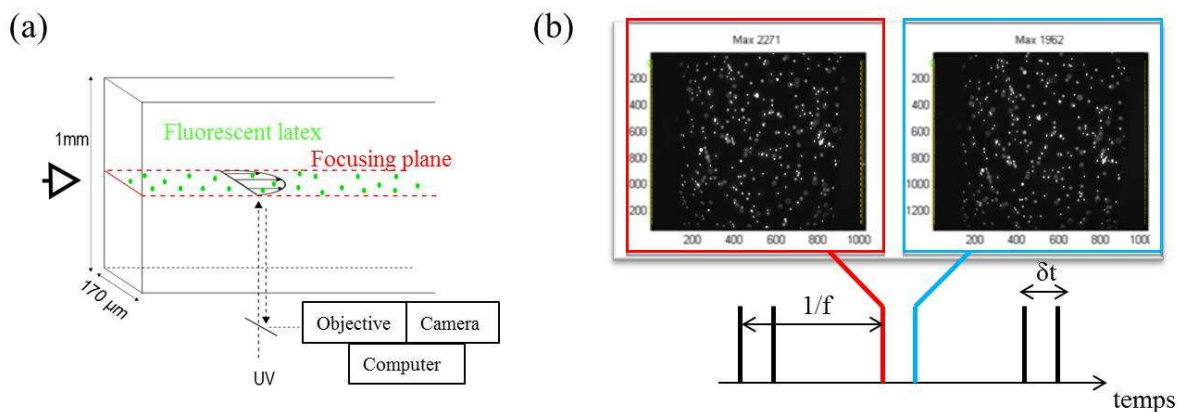 (a)
1mm
Fluorescent latex
Focusing plane
170 µm
Objective
Camera
Computer
UV
(b)
Max 2271
200
400
600
800
1000
1200
200 400 600 800 1000
Max 1962
200
400
600
800
1000
1200
200 400 600 800
1/f
δt
temps